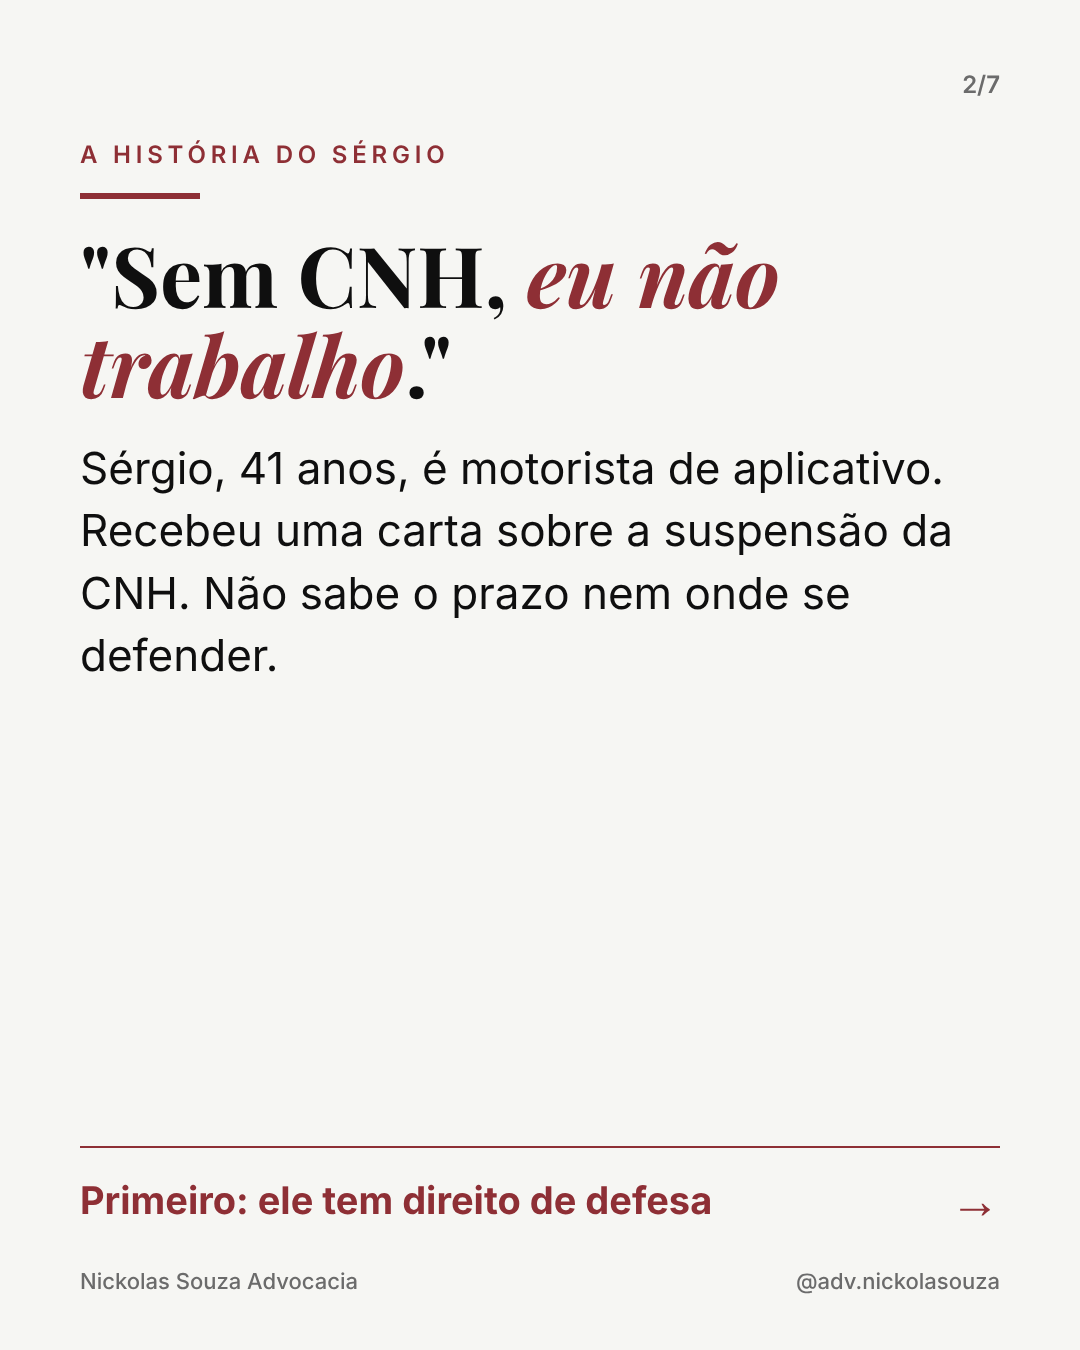 2/7
A HISTÓRIA DO SÉRGIO
"Sem CNH, eu não
trabalho."
Sérgio, 41 anos, é motorista de aplicativo.
Recebeu uma carta sobre a suspensão da
CNH. Não sabe o prazo nem onde se
defender.
Primeiro: ele tem direito de defesa →
Nickolas Souza Advocacia @adv.nickolasouza